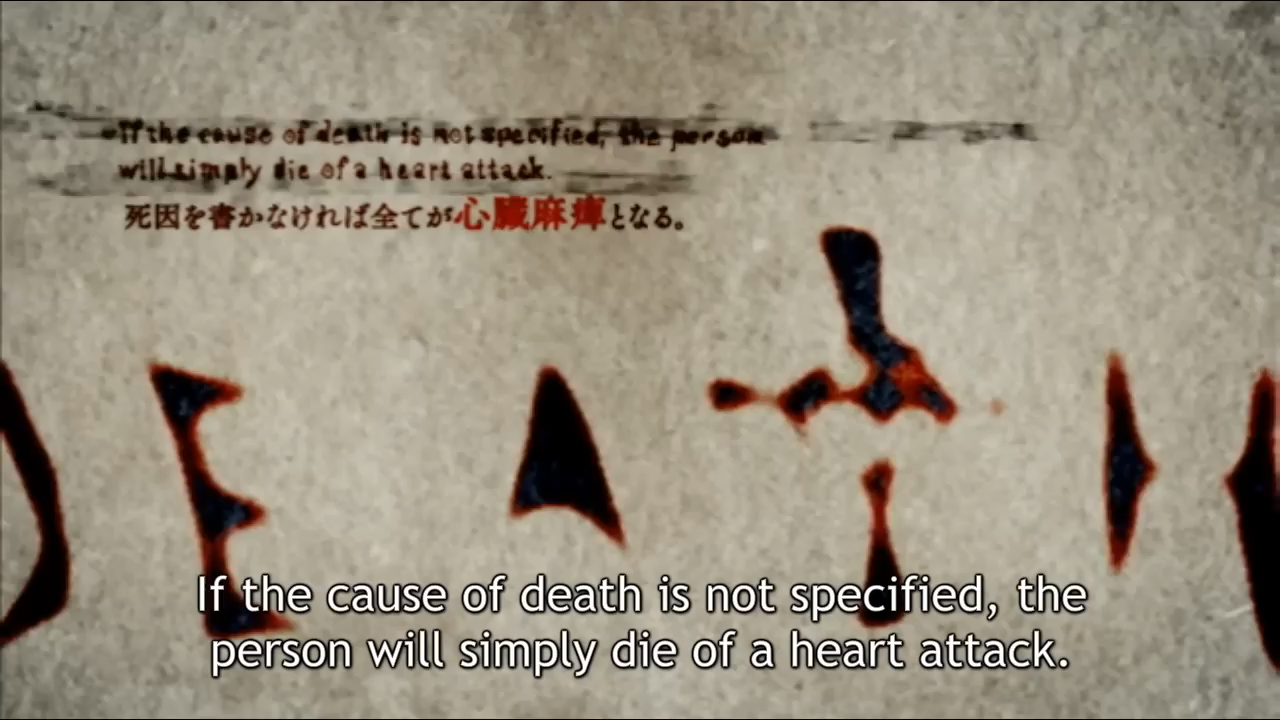 If the cause of death is not specified, the person
will simply die of a heart attack.
死因を書かなければ全てが心臓麻痺となる。
DEATH
If the cause of death is not specified, the
person will simply die of a heart attack.